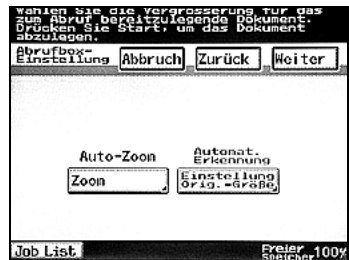 Wählen Sie die Vergrösserung für das
zum Abruf bereitzulegende Dokument.
Drücken Sie Start, um das Dokument
abzulegen.
Abrufbox-
Einstellung
Abbruch
Zurück
Weiter
Auto-Zoom
Automat.
Erkennung
Zoom
Einstellung
Orig.-Größe
Job List
Freier
Speicher
100%